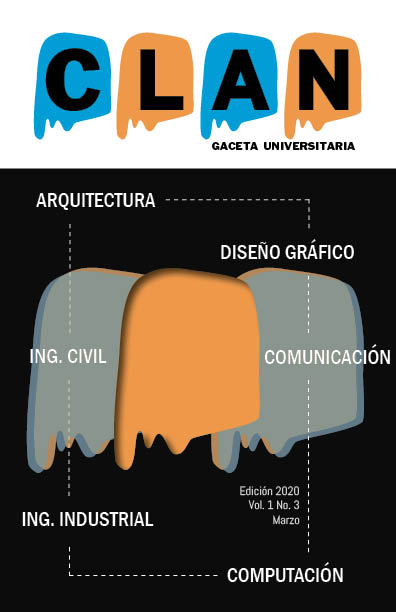 CLAN
GACETA UNIVERSITARIA
ARQUITECTURA
DISEÑO GRÁFICO
ING. CIVIL
COMUNICACIÓN
Edición 2020
Vol. 1 No. 3
Marzo
ING. INDUSTRIAL
COMPUTACIÓN